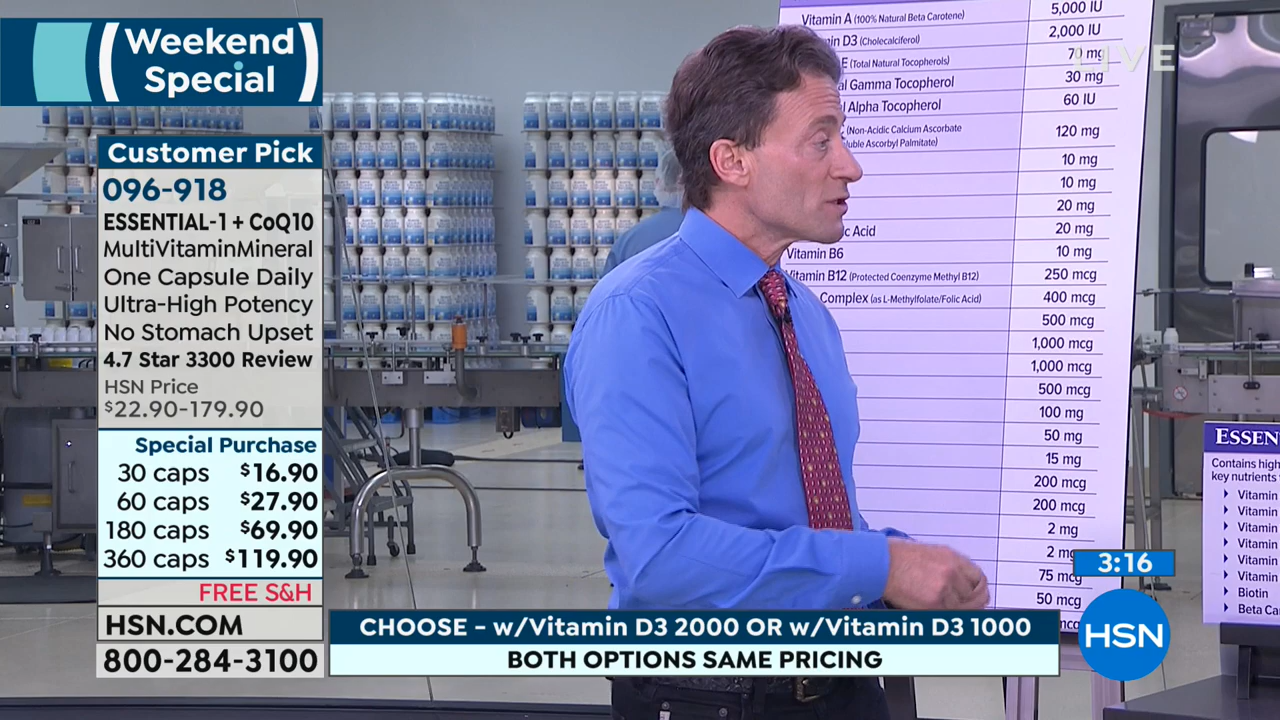 Weekend
Special
Customer Pick
096-918
ESSENTIAL-1 + CoQ10
MultiVitaminMineral
One Capsule Daily
Ultra-High Potency
No Stomach Upset
4.7 Star 3300 Review
HSN Price
$22.90-179.90
Special Purchase
30 caps $16.90
60 caps $27.90
180 caps $69.90
360 caps $119.90
FREE S&H
HSN.COM
800-284-3100
Vitamin A (100% Natural Beta Carotene) 5,000 IU
D3 (Cholecalciferol) 2,000 IU
E (Total Natural Tocopherols) 70 mg
Gamma Tocopherol 30 mg
Alpha Tocopherol 60 IU
(Non-Acidic Calcium Ascorbate
Ascorbyl Palmitate) 120 mg
10 mg
10 mg
20 mg
Acid 20 mg
Vitamin B6 10 mg
Vitamin B12 (Protected Coenzyme Methyl B12) 250 mcg
Complex (as L-Methylfolate/Folic Acid) 400 mcg
500 mcg
1,000 mcg
1,000 mcg
500 mcg
100 mg
50 mg
15 mg
200 mcg
200 mcg
2 mg
2 mg
75 mcg
50 mcg
LIVE
ESSEN
Contains high
key nutrients
Vitamin
Vitamin
Vitamin
Vitamin
Vitamin
Vitamin
Biotin
Beta Ca
3:16
HSN
CHOOSE - w/Vitamin D3 2000 OR w/Vitamin D3 1000
BOTH OPTIONS SAME PRICING